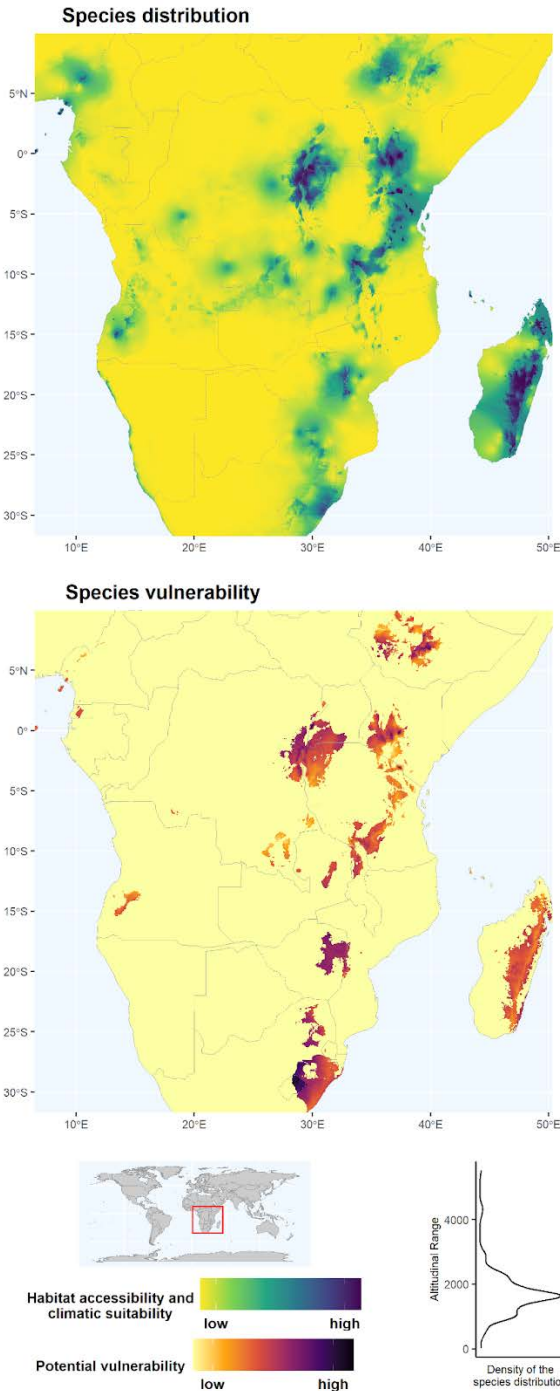 Species distribution
5°N
0°
5°S
10°S
15°S
20°S
25°S
30°S
10°E
20°E
30°E
40°E
50°E
Species vulnerability
5°N
0°
5°S
10°S
15°S
20°S
25°S
30°S
10°E
20°E
30°E
40°E
50°E
Habitat accessibility and
climatic suitability
low
high
Potential vulnerability
low
high
Altitudinal Range
4000
2000
0
Density of the
species distribution